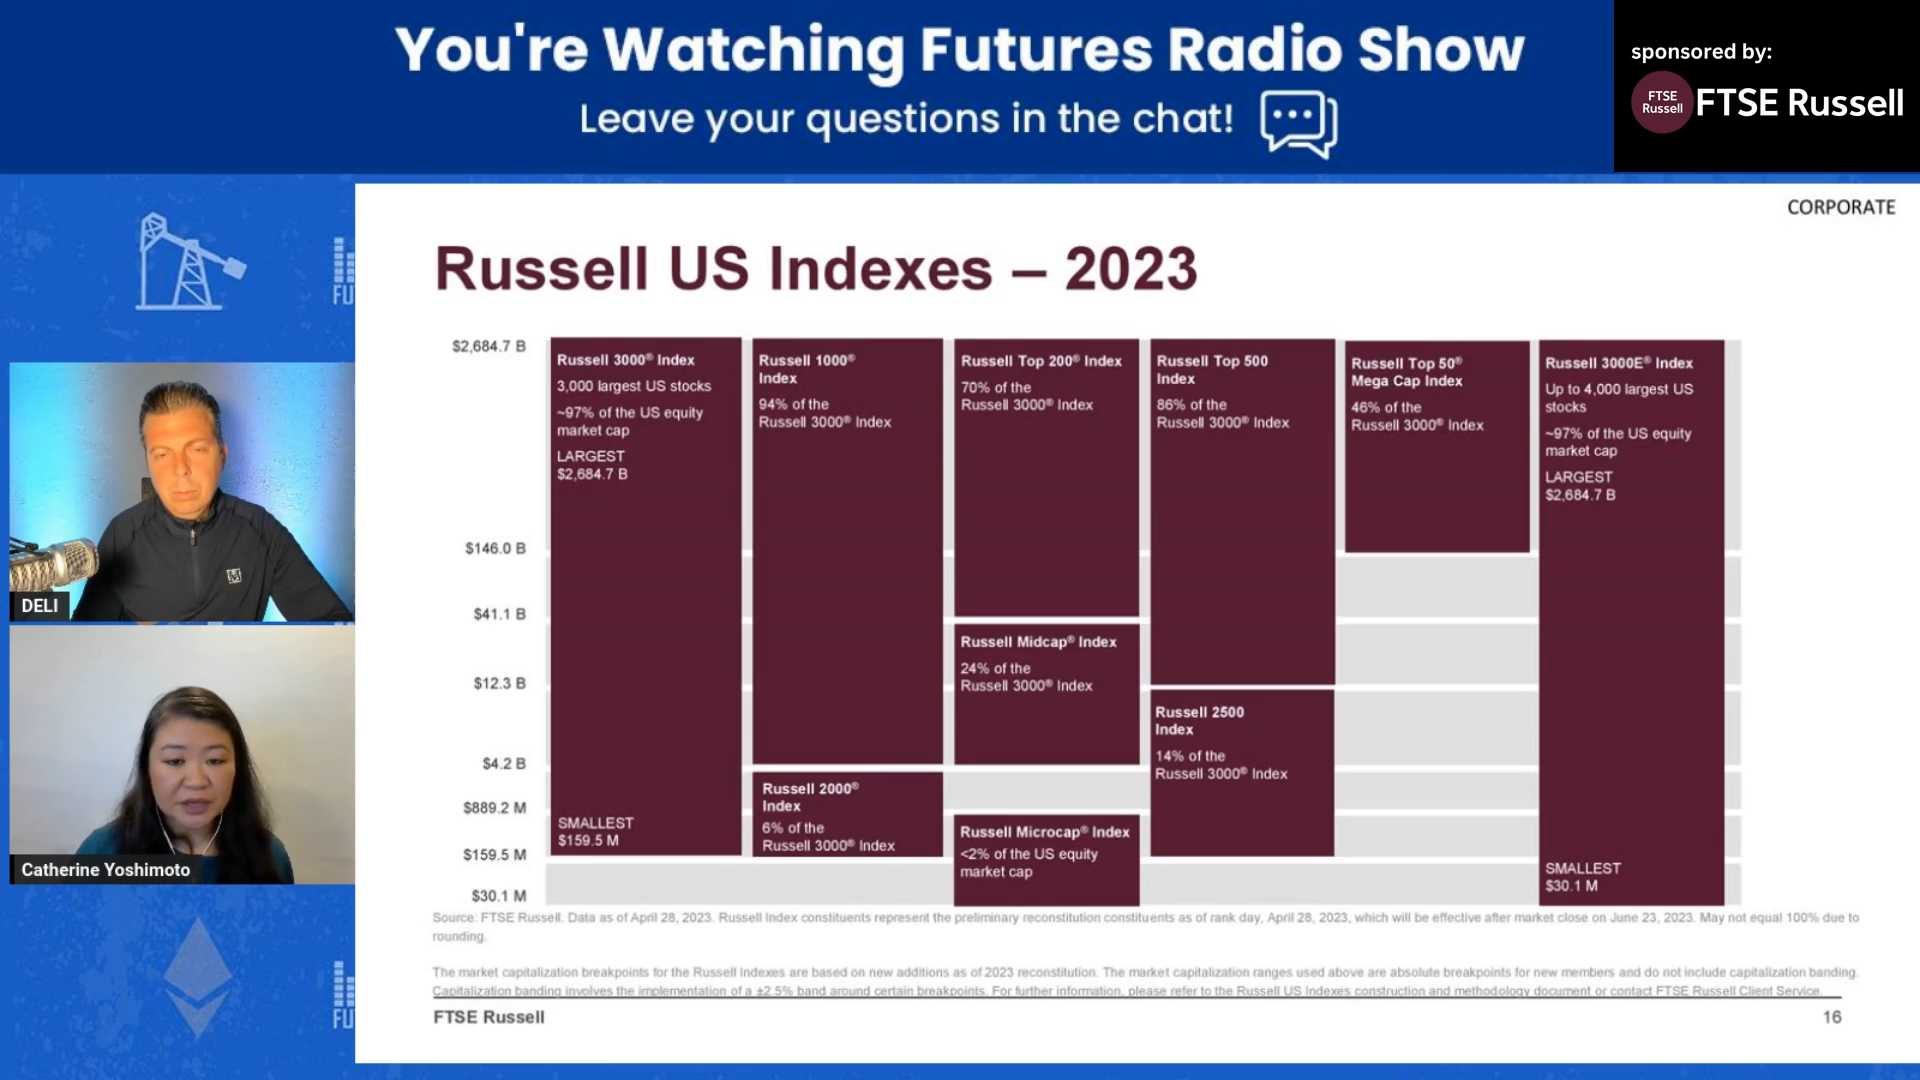 You're Watching Futures Radio Show
Leave your questions in the chat!
sponsored by:
FTSE
Russell
FTSE Russell
CORPORATE
Russell US Indexes – 2023
$2,684.7 B
$146.0 B
$41.1 B
$12.3 B
$4.2 B
$889.2 M
$159.5 M
$30.1 M
Russell 3000® Index
3,000 largest US stocks
~97% of the US equity
market cap
LARGEST
$2,684.7 B
SMALLEST
$159.5 M
Russell 1000®
Index
94% of the
Russell 3000® Index
Russell 2000®
Index
6% of the
Russell 3000® Index
Russell Top 200® Index
70% of the
Russell 3000® Index
Russell Midcap® Index
24% of the
Russell 3000® Index
Russell Microcap® Index
<2% of the US equity
market cap
Russell Top 500
Index
86% of the
Russell 3000® Index
Russell 2500
Index
14% of the
Russell 3000® Index
Russell Top 50®
Mega Cap Index
46% of the
Russell 3000® Index
Russell 3000E® Index
Up to 4,000 largest US
stocks
~97% of the US equity
market cap
LARGEST
$2,684.7 B
SMALLEST
$30.1 M
Source: FTSE Russell. Data as of April 28, 2023. Russell Index constituents represent the preliminary reconstitution constituents as of rank day, April 28, 2023, which will be effective after market close on June 23, 2023. May not equal 100% due to
rounding.
The market capitalization breakpoints for the Russell Indexes are based on new additions as of 2023 reconstitution. The market capitalization ranges used above are absolute breakpoints for new members and do not include capitalization banding.
Capitalization banding involves the implementation of a ±2.5% band around certain breakpoints. For further information, please refer to the Russell US Indexes construction and methodology document or contact FTSE Russell Client Service.
FTSE Russell
16
DELI
Catherine Yoshimoto
FU
FU